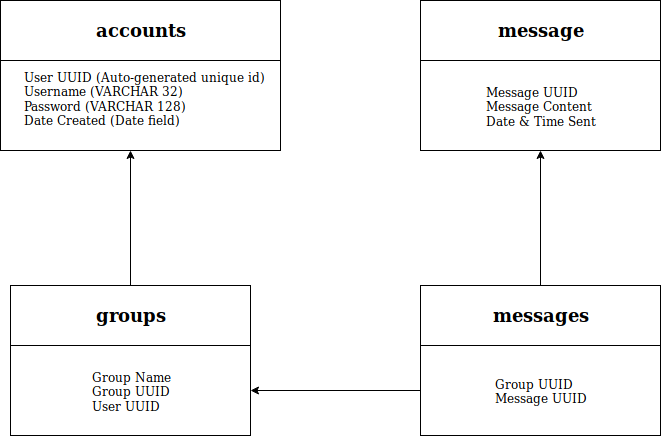 accounts
User UUID (Auto-generated unique id)
Username (VARCHAR 32)
Password (VARCHAR 128)
Date Created (Date field)
message
Message UUID
Message Content
Date & Time Sent
groups
Group Name
Group UUID
User UUID
messages
Group UUID
Message UUID